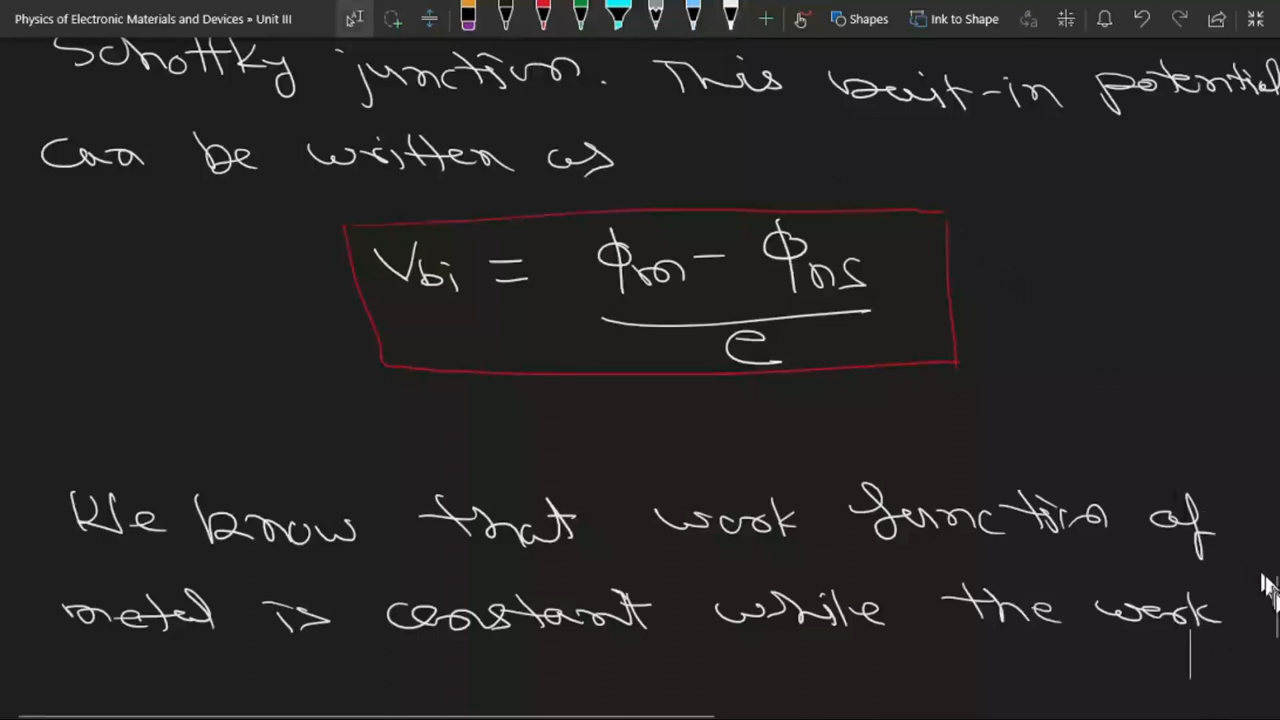 Physics of Electronic Materials and Devices » Unit III
Shapes
Ink to Shape
Schottky junction. This built-in potential
can be written as
Vbi = ϕm - ϕns
e
We know that work function of
metal is constant while the work